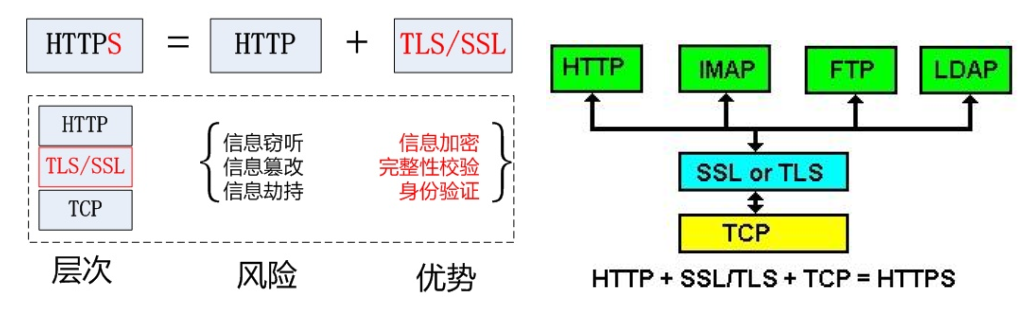 HTTPS = HTTP + TLS/SSL
HTTP
TLS/SSL
TCP
信息窃听
信息篡改
信息劫持
信息加密
完整性校验
身份验证
层次
风险
优势
HTTP
IMAP
FTP
LDAP
SSL or TLS
TCP
HTTP + SSL/TLS + TCP = HTTPS